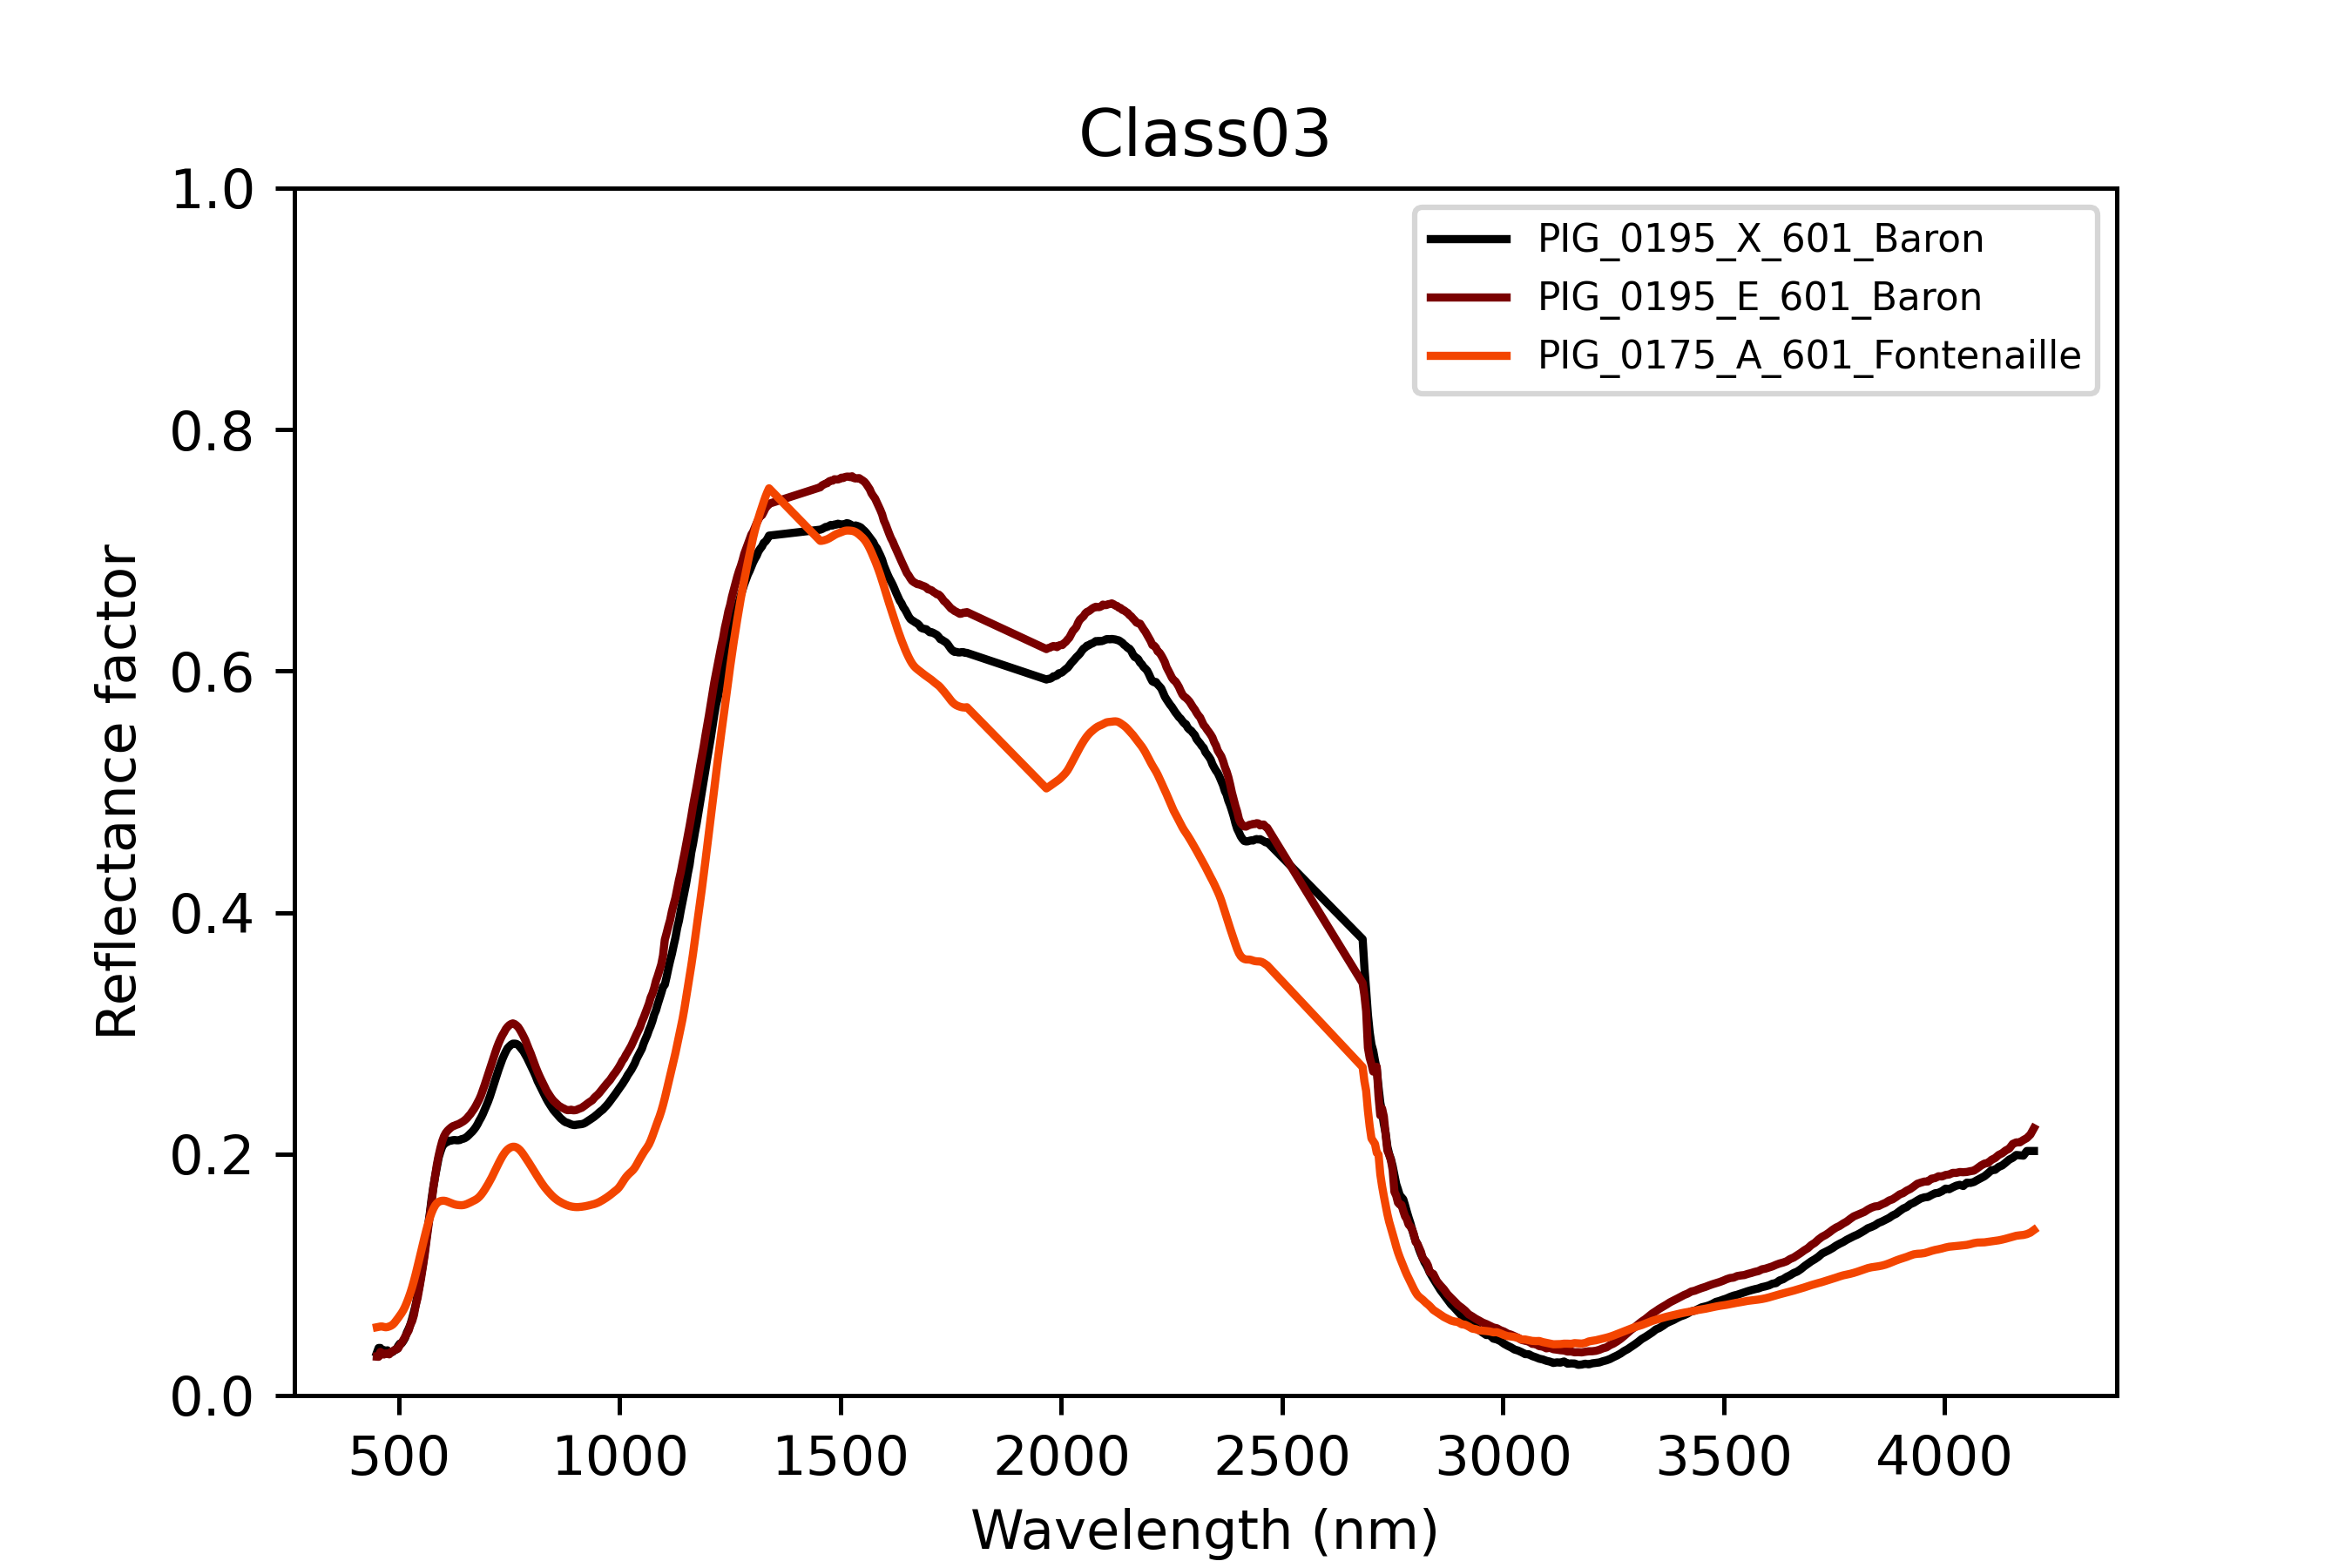 Class03
1.0
0.8
0.6
0.4
0.2
0.0
Reflectance factor
PIG_0195_X_601_Baron
PIG_0195_E_601_Baron
PIG_0175_A_601_Fontenaille
500 1000 1500 2000 2500 3000 3500 4000
Wavelength (nm)